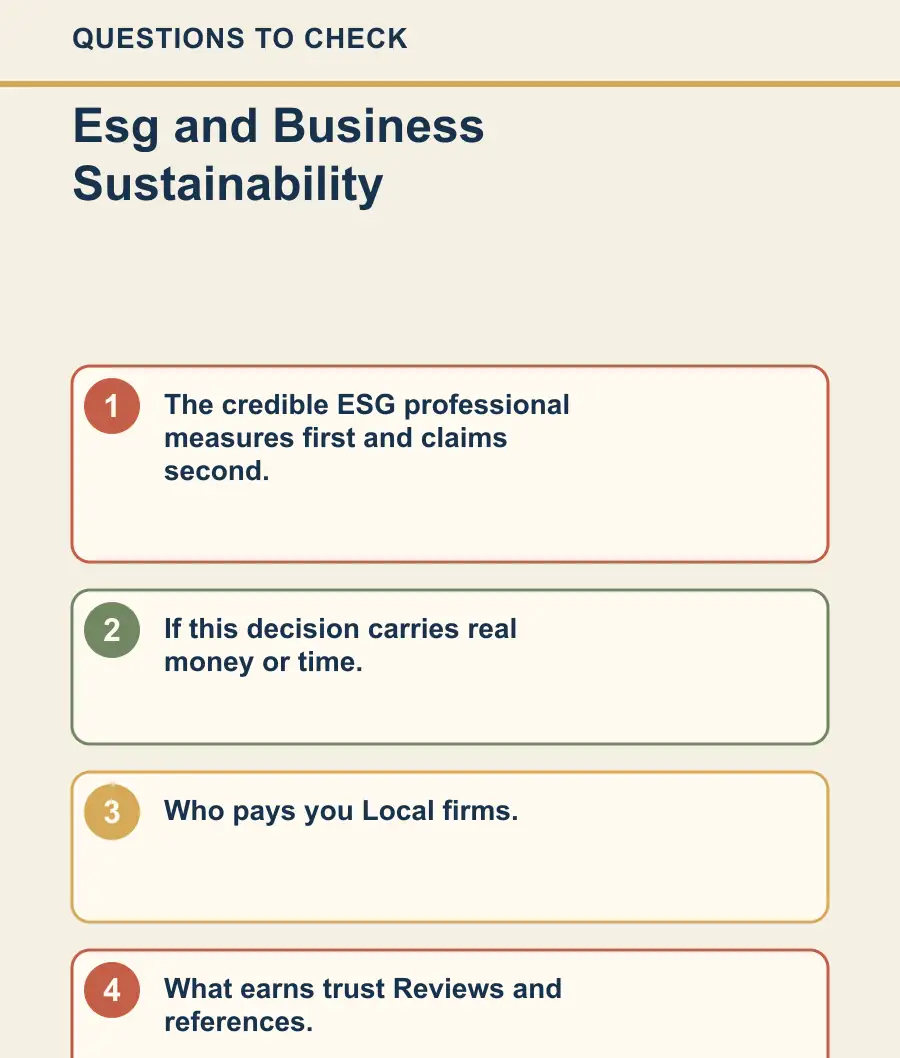 QUESTIONS TO CHECK
Esg and Business
Sustainability
1
The credible ESG professional
measures first and claims
second.
2
If this decision carries real
money or time.
3
Who pays you Local firms.
4
What earns trust Reviews and
references.